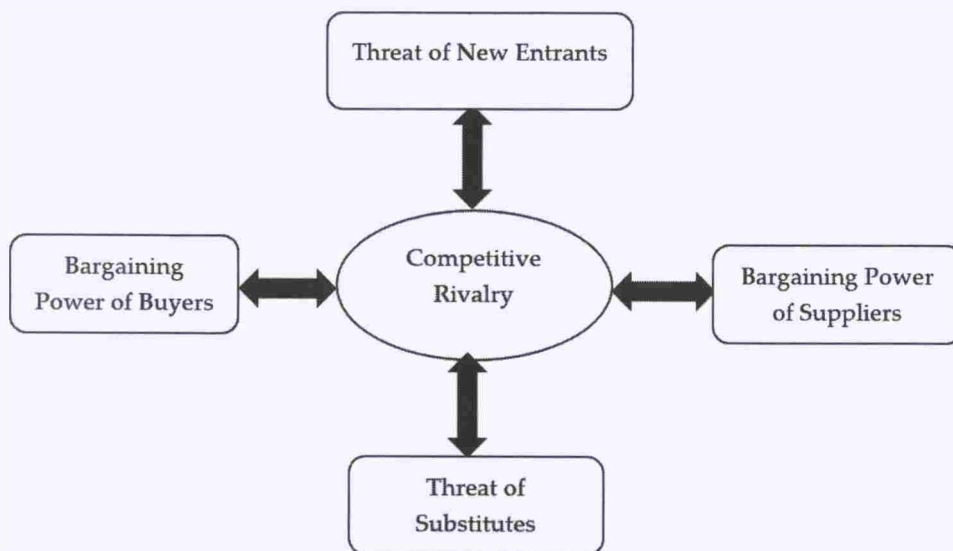 Threat of New Entrants
Competitive
Rivalry
Bargaining
Power of Buyers
Bargaining Power
of Suppliers
Threat of
Substitutes